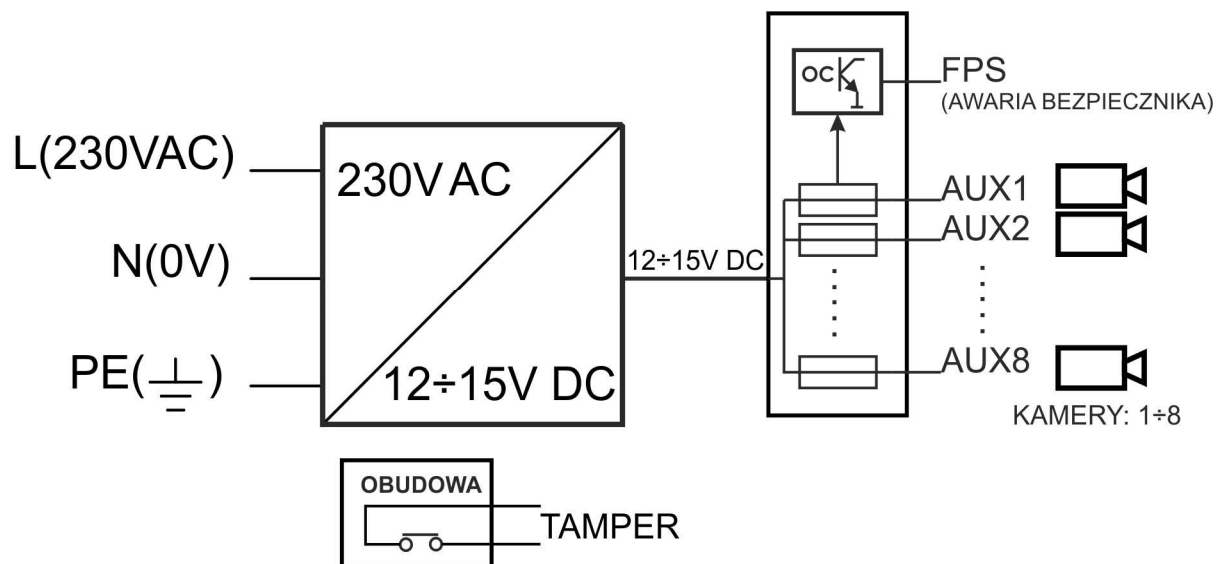 OC
FPS
(AWARIA BEZPIECZNIKA)
L(230VAC)
230V AC
AUX1
AUX2
N(0V)
12÷15V DC
PE( )
12÷15V DC
AUX8
KAMERY: 1÷8
OBUDOWA
TAMPER